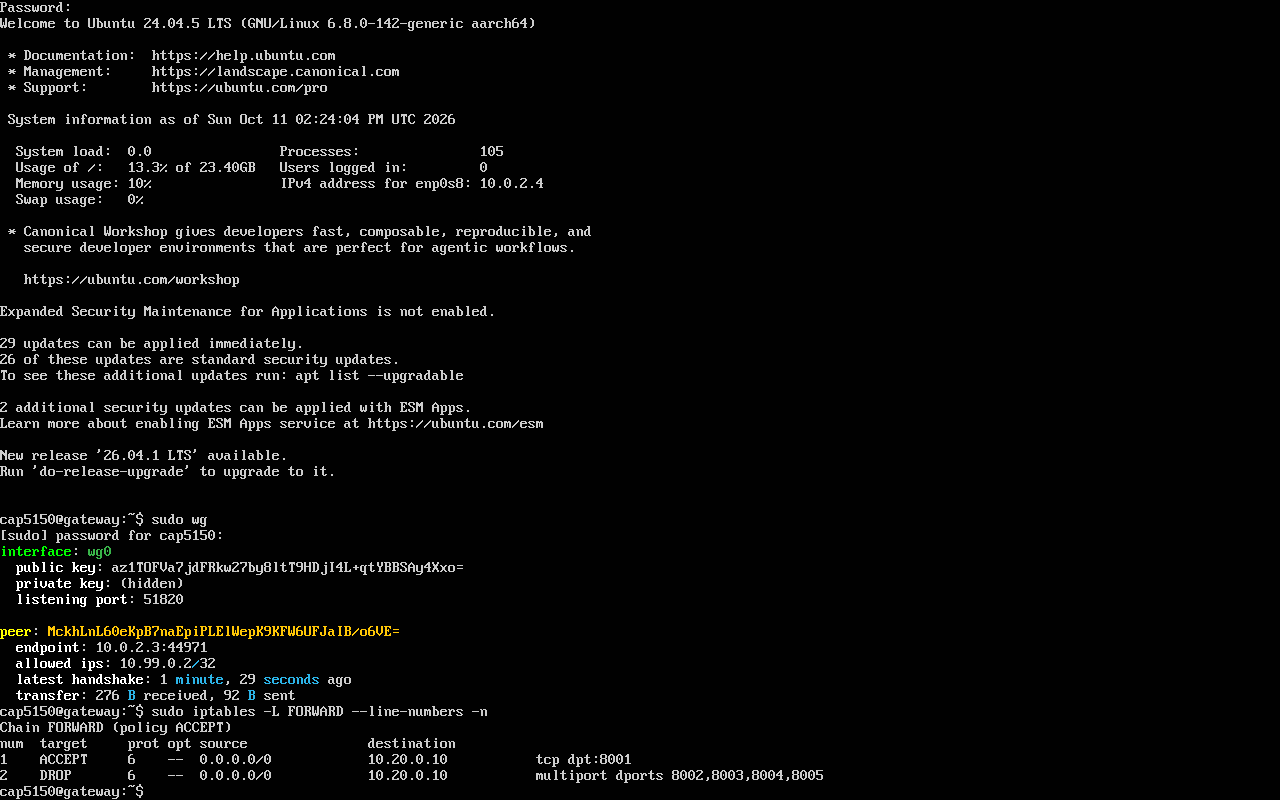 Password:
Welcome to Ubuntu 24.04.5 LTS (GNU/Linux 6.8.0-142-generic aarch64)
* Documentation:  https://help.ubuntu.com
* Management:     https://landscape.canonical.com
* Support:        https://ubuntu.com/pro
System information as of Sun Oct 11 02:24:04 PM UTC 2026
System load:  0.0                Processes:               105
Usage of /:   13.3% of 23.40GB   Users logged in:         0
Memory usage: 10%                IPv4 address for enp0s8: 10.0.2.4
Swap usage:   0%
* Canonical Workshop gives developers fast, composable, reproducible, and
secure developer environments that are perfect for agentic workflows.
https://ubuntu.com/workshop
Expanded Security Maintenance for Applications is not enabled.
29 updates can be applied immediately.
26 of these updates are standard security updates.
To see these additional updates run: apt list --upgradable
2 additional security updates can be applied with ESM Apps.
Learn more about enabling ESM Apps service at https://ubuntu.com/esm
New release '26.04.1 LTS' available.
Run 'do-release-upgrade' to upgrade to it.
cap5150@gateway:~$ sudo wg
[sudo] password for cap5150:
interface: wg0
public key: az1TOFVa7jdFRkw27by8ltT9HDjI4L+qtYBBSAy4Xxo=
private key: (hidden)
listening port: 51820
peer: MckhLnL60eKpB7naEpiPLElWepK9KFW6UFJaIB/o6VE=
endpoint: 10.0.2.3:44971
allowed ips: 10.99.0.2/32
latest handshake: 1 minute, 29 seconds ago
transfer: 276 B received, 92 B sent
cap5150@gateway:~$ sudo iptables -L FORWARD --line-numbers -n
Chain FORWARD (policy ACCEPT)
num  target     prot opt source               destination
1    ACCEPT     6    --  0.0.0.0/0            10.20.0.10           tcp dpt:8001
2    DROP       6    --  0.0.0.0/0            10.20.0.10           multiport dports 8002,8003,8004,8005
cap5150@gateway:~$